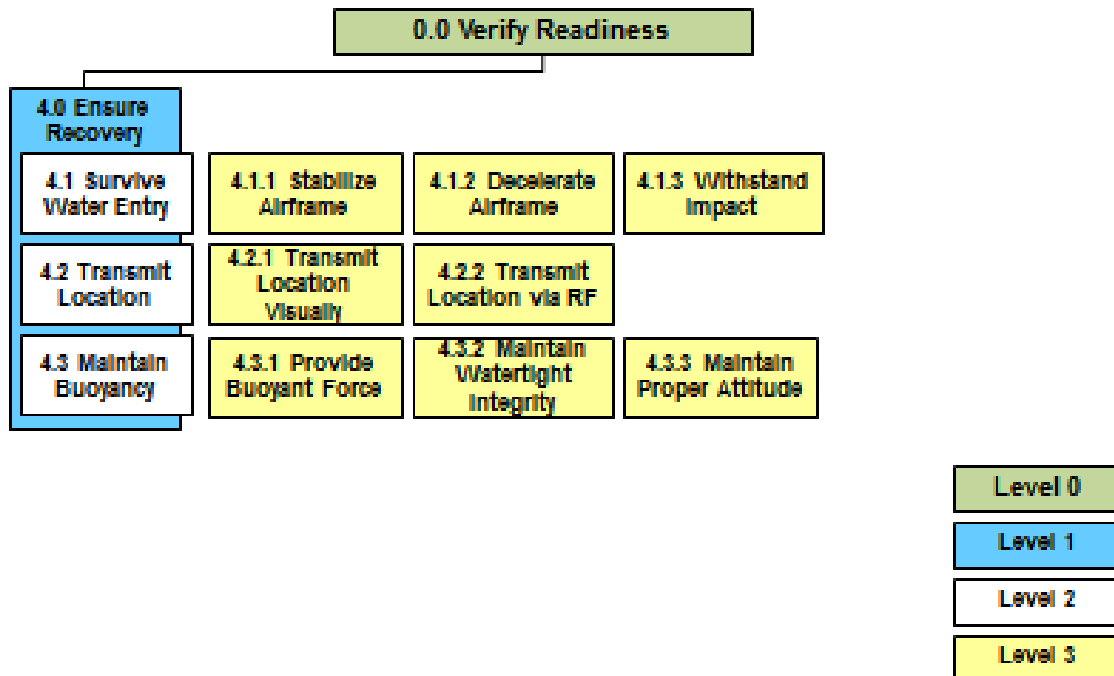 0.0 Verify Readiness
4.0 Ensure
Recovery
4.1 Survive
Water Entry
4.1.1 Stabilize
Airframe
4.1.2 Decelerate
Airframe
4.1.3 Withstand
Impact
4.2 Transmit
Location
4.2.1 Transmit
Location
Visually
4.2.2 Transmit
Location via RF
4.3 Maintain
Buoyancy
4.3.1 Provide
Buoyant Force
4.3.2 Maintain
Watertight
Integrity
4.3.3 Maintain
Proper Attitude
Level 0
Level 1
Level 2
Level 3